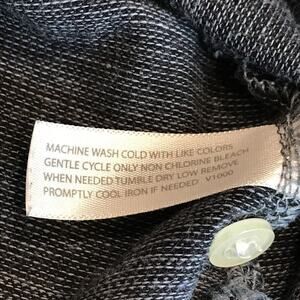 MACHINE WASH COLD WITH LIKE COLORS
GENTLE CYCLE ONLY NON CHLORINE BLEACH
WHEN NEEDED TUMBLE DRY LOW REMOVE
PROMPTLY COOL IRON IF NEEDED V1000